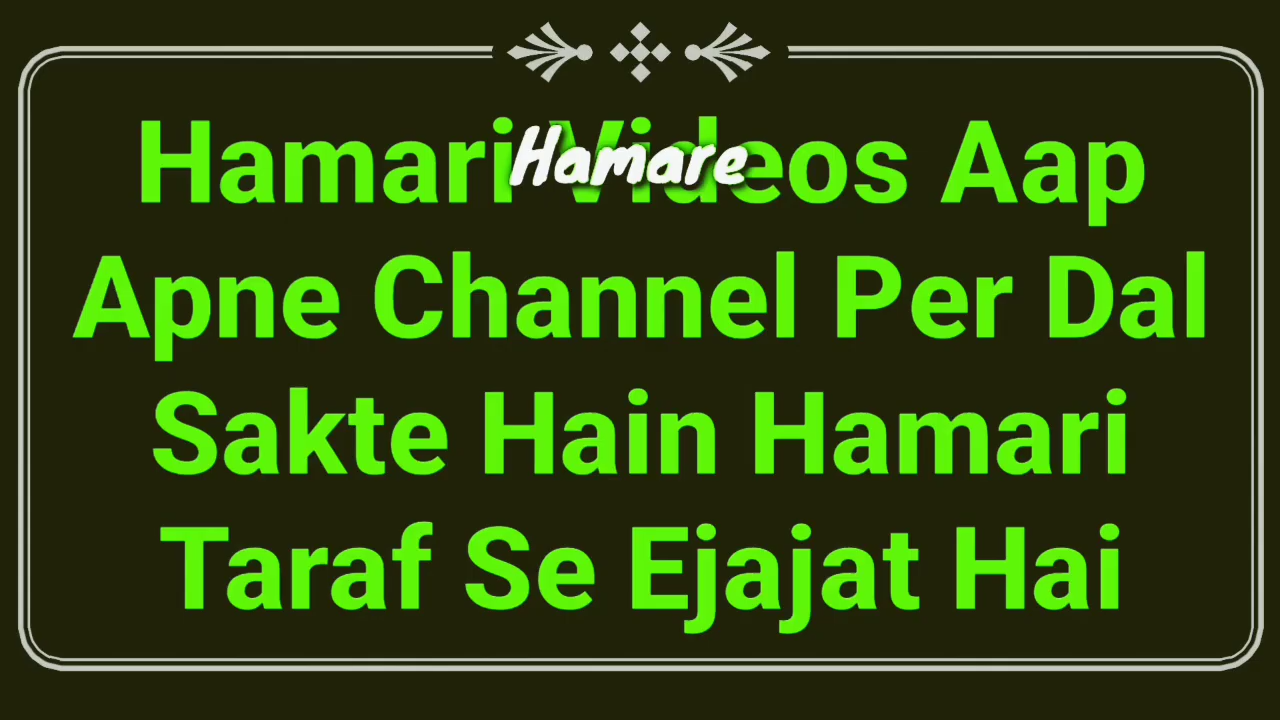 Hamari Videos Aap
Hamare
Apne Channel Per Dal
Sakte Hain Hamari
Taraf Se Ejajat Hai